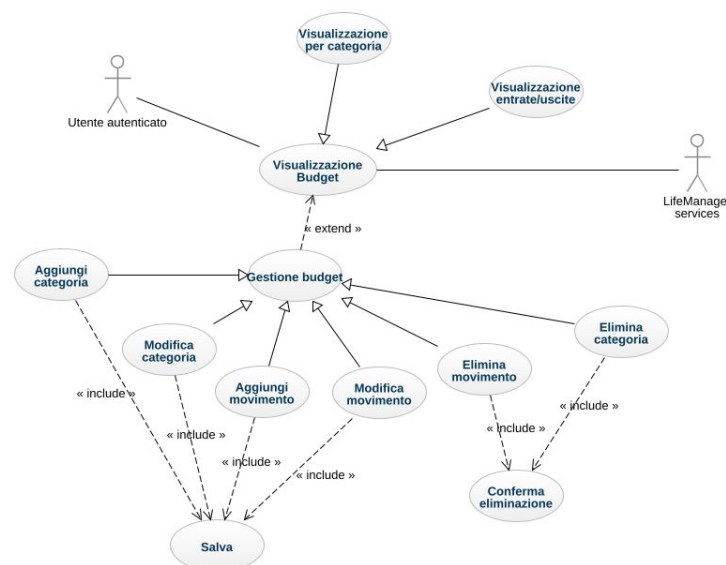 Visualizzazione
per categoria
Visualizzazione
entrate/uscite
Utente autenticato
Visualizzazione
Budget
LifeManage
services
« extend »
Aggiungi
categoria
Gestione budget
Elimina
categoria
Modifica
categoria
Elimina
movimento
Aggiungi
movimento
Modifica
movimento
« include »
« include »
« include »
« include »
« include »
« include »
Conferma
eliminazione
Salva